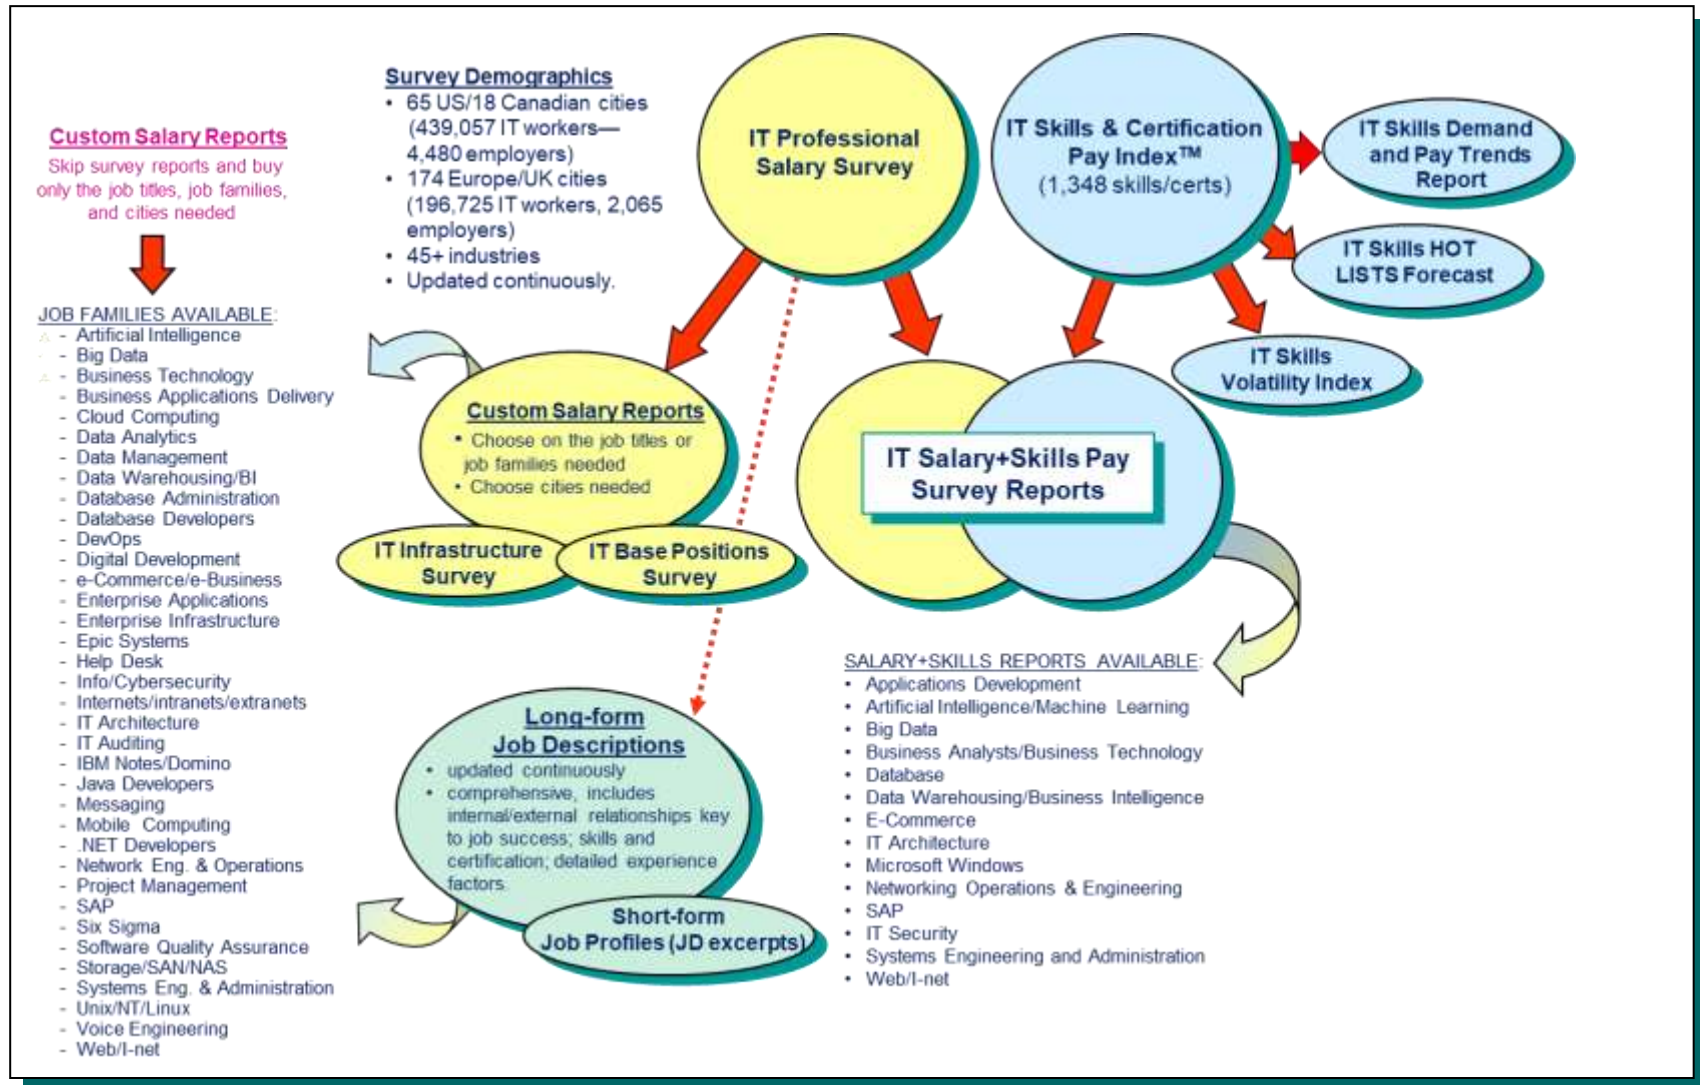 Custom Salary Reports
Skip survey reports and buy
only the job titles, job families,
and cities needed
JOB FAMILIES AVAILABLE:
- Artificial Intelligence
- Big Data
- Business Technology
- Business Applications Delivery
- Cloud Computing
- Data Analytics
- Data Management
- Data Warehousing/BI
- Database Administration
- Database Developers
- DevOps
- Digital Development
- e-Commerce/e-Business
- Enterprise Applications
- Enterprise Infrastructure
- Epic Systems
- Help Desk
- Info/Cybersecurity
- Internets/intranets/extranets
- IT Architecture
- IT Auditing
- IBM Notes/Domino
- Java Developers
- Messaging
- Mobile Computing
- .NET Developers
- Network Eng. & Operations
- Project Management
- SAP
- Six Sigma
- Software Quality Assurance
- Storage/SAN/NAS
- Systems Eng. & Administration
- Unix/NT/Linux
- Voice Engineering
- Web/I-net
Survey Demographics
• 65 US/18 Canadian cities
(439,057 IT workers—
4,480 employers)
• 174 Europe/UK cities
(196,725 IT workers, 2,065
employers)
• 45+ industries
• Updated continuously.
IT Professional
Salary Survey
IT Skills & Certification
Pay Index™
(1,348 skills/certs)
IT Skills Demand
and Pay Trends
Report
IT Skills HOT
LISTS Forecast
IT Skills
Volatility Index
Custom Salary Reports
• Choose on the job titles or
job families needed
• Choose cities needed
IT Infrastructure
Survey
IT Base Positions
Survey
IT Salary+Skills Pay
Survey Reports
Long-form
Job Descriptions
• updated continuously
• comprehensive, includes
internal/external relationships key
to job success; skills and
certification; detailed experience
factors.
Short-form
Job Profiles (JD excerpts)
SALARY+SKILLS REPORTS AVAILABLE:
• Applications Development
• Artificial Intelligence/Machine Learning
• Big Data
• Business Analysts/Business Technology
• Database
• Data Warehousing/Business Intelligence
• E-Commerce
• IT Architecture
• Microsoft Windows
• Networking Operations & Engineering
• SAP
• IT Security
• Systems Engineering and Administration
• Web/I-net